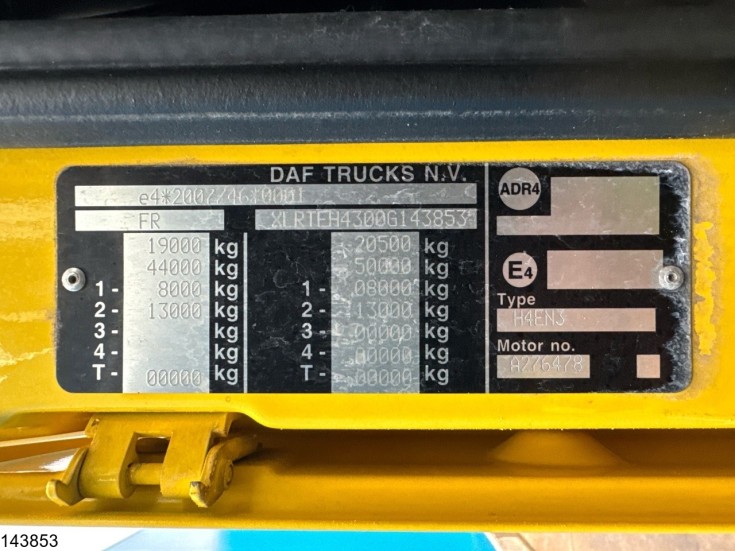 DAF TRUCKS N.V.
e4*2007/46*0001
FR XLRTEH4300G143853
19000 kg 20500 kg
44000 kg 50000 kg
1- 8000 kg 1- 08000 kg
2- 13000 kg 2- 13000 kg
3- kg 3- 00000 kg
4- kg 4- 00000 kg
T- 00000 kg T- 00000 kg
ADR4
E4
Type
H4EN3
Motor no.
A276478
143853